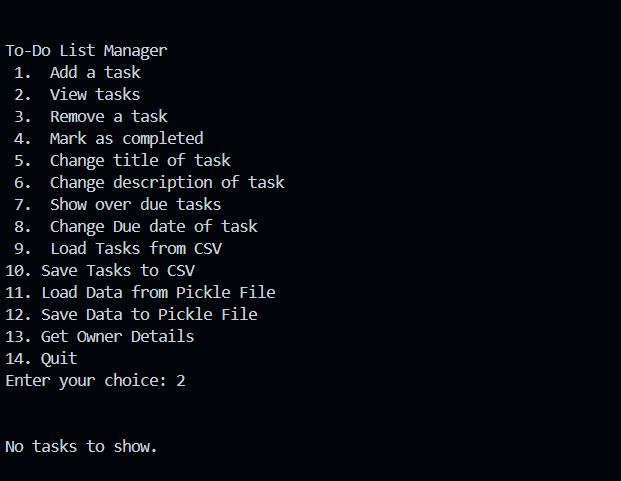 To-Do List Manager
1.  Add a task
2.  View tasks
3.  Remove a task
4.  Mark as completed
5.  Change title of task
6.  Change description of task
7.  Show over due tasks
8.  Change Due date of task
9.  Load Tasks from CSV
10. Save Tasks to CSV
11. Load Data from Pickle File
12. Save Data to Pickle File
13. Get Owner Details
14. Quit
Enter your choice: 2
No tasks to show.